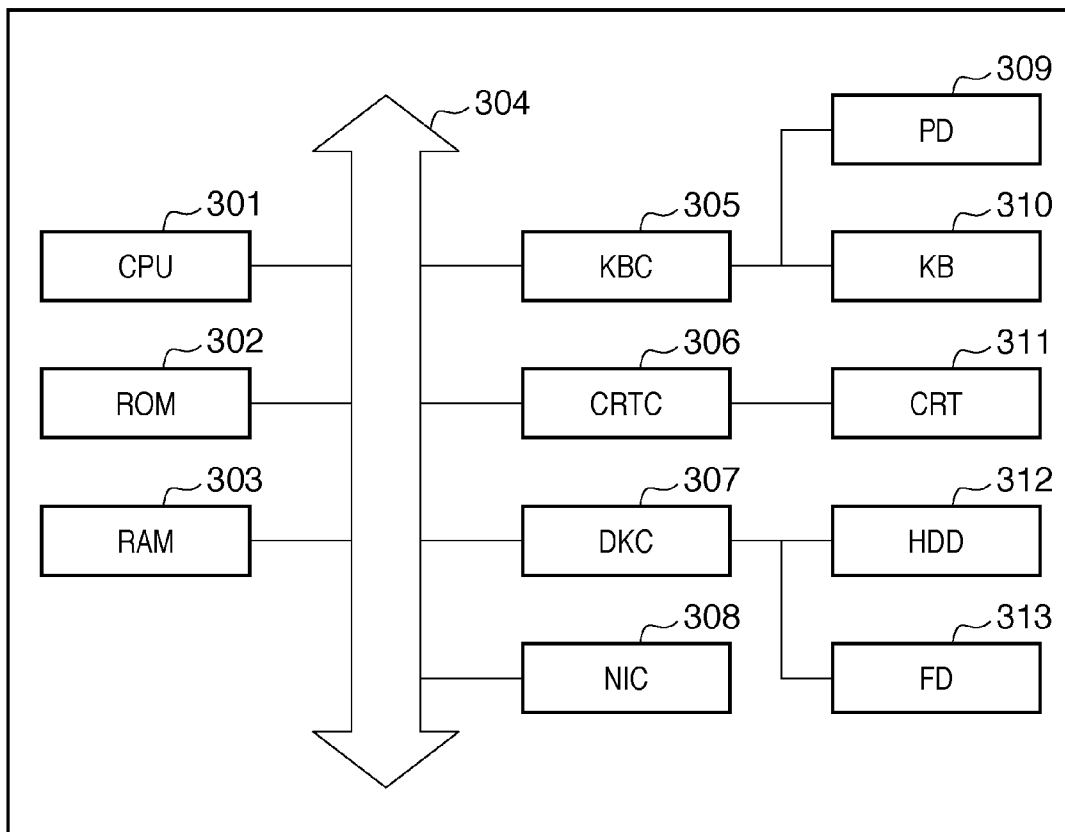 309
PD
304
301
CPU
305
KBC
310
KB
302
ROM
306
CRTC
311
CRT
303
RAM
307
DKC
312
HDD
308
NIC
313
FD